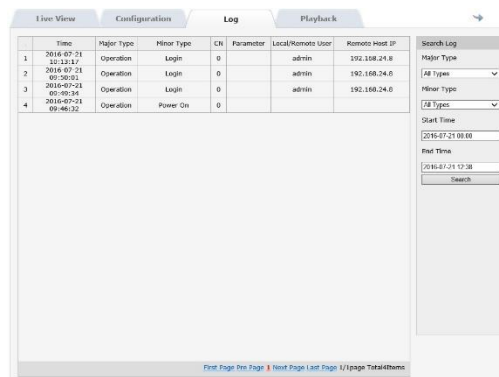 Live View Configuration Log Playback
Time Major Type Minor Type CN Parameter Local/Remote User Remote Host IP
1 2016-07-21 10:13:17 Operation Login 0 admin 192.168.24.8
2 2016-07-21 09:50:01 Operation Login 0 admin 192.168.24.8
3 2016-07-21 09:49:34 Operation Login 0 admin 192.168.24.8
4 2016-07-21 09:46:32 Operation Power On 0
Search Log
Major Type
All Types
Minor Type
All Types
Start Time
2016-07-21 00:00
End Time
2016-07-21 12:38
Search
First Page Pre Page 1 Next Page Last Page 1/1page Total4Items